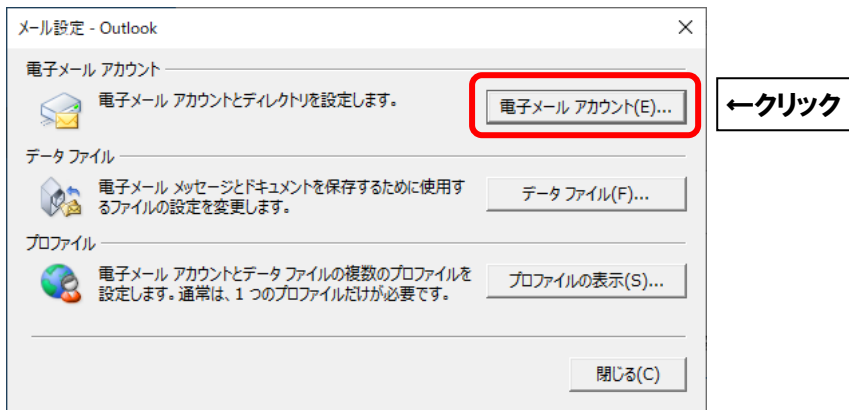 メール設定 - Outlook
電子メール アカウント
電子メール アカウントとディレクトリを設定します。
電子メール アカウント(E)...
←クリック
データ ファイル
電子メール メッセージとドキュメントを保存するために使用す
るファイルの設定を変更します。
データ ファイル(F)...
プロファイル
電子メール アカウントとデータ ファイルの複数のプロファイルを
設定します。通常は、1 つのプロファイルだけが必要です。
プロファイルの表示(S)...
閉じる(C)